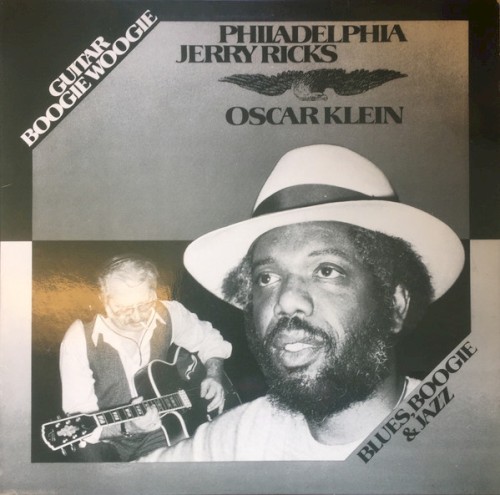 GUITAR
BOOGIE WOOGIE
PHILADELPHIA
JERRY RICKS
OSCAR KLEIN
BLUES, BOOGIE
& JAZZ